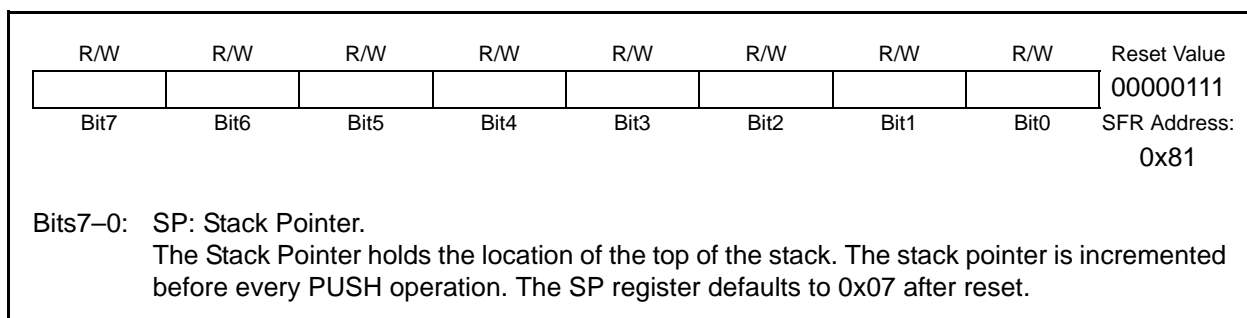 R/W R/W R/W R/W R/W R/W R/W R/W Reset Value
00000111
Bit7 Bit6 Bit5 Bit4 Bit3 Bit2 Bit1 Bit0 SFR Address:
0x81
Bits7–0: SP: Stack Pointer.
The Stack Pointer holds the location of the top of the stack. The stack pointer is incremented
before every PUSH operation. The SP register defaults to 0x07 after reset.